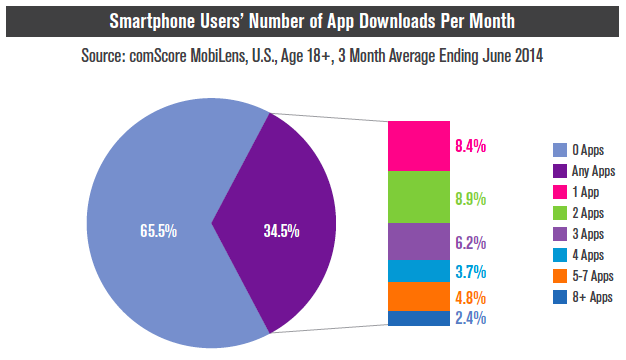 Smartphone Users' Number of App Downloads Per Month
Source: comScore MobiLens, U.S., Age 18+, 3 Month Average Ending June 2014
65.5%
34.5%
8.4%
8.9%
6.2%
3.7%
4.8%
2.4%
0 Apps
Any Apps
1 App
2 Apps
3 Apps
4 Apps
5-7 Apps
8+ Apps